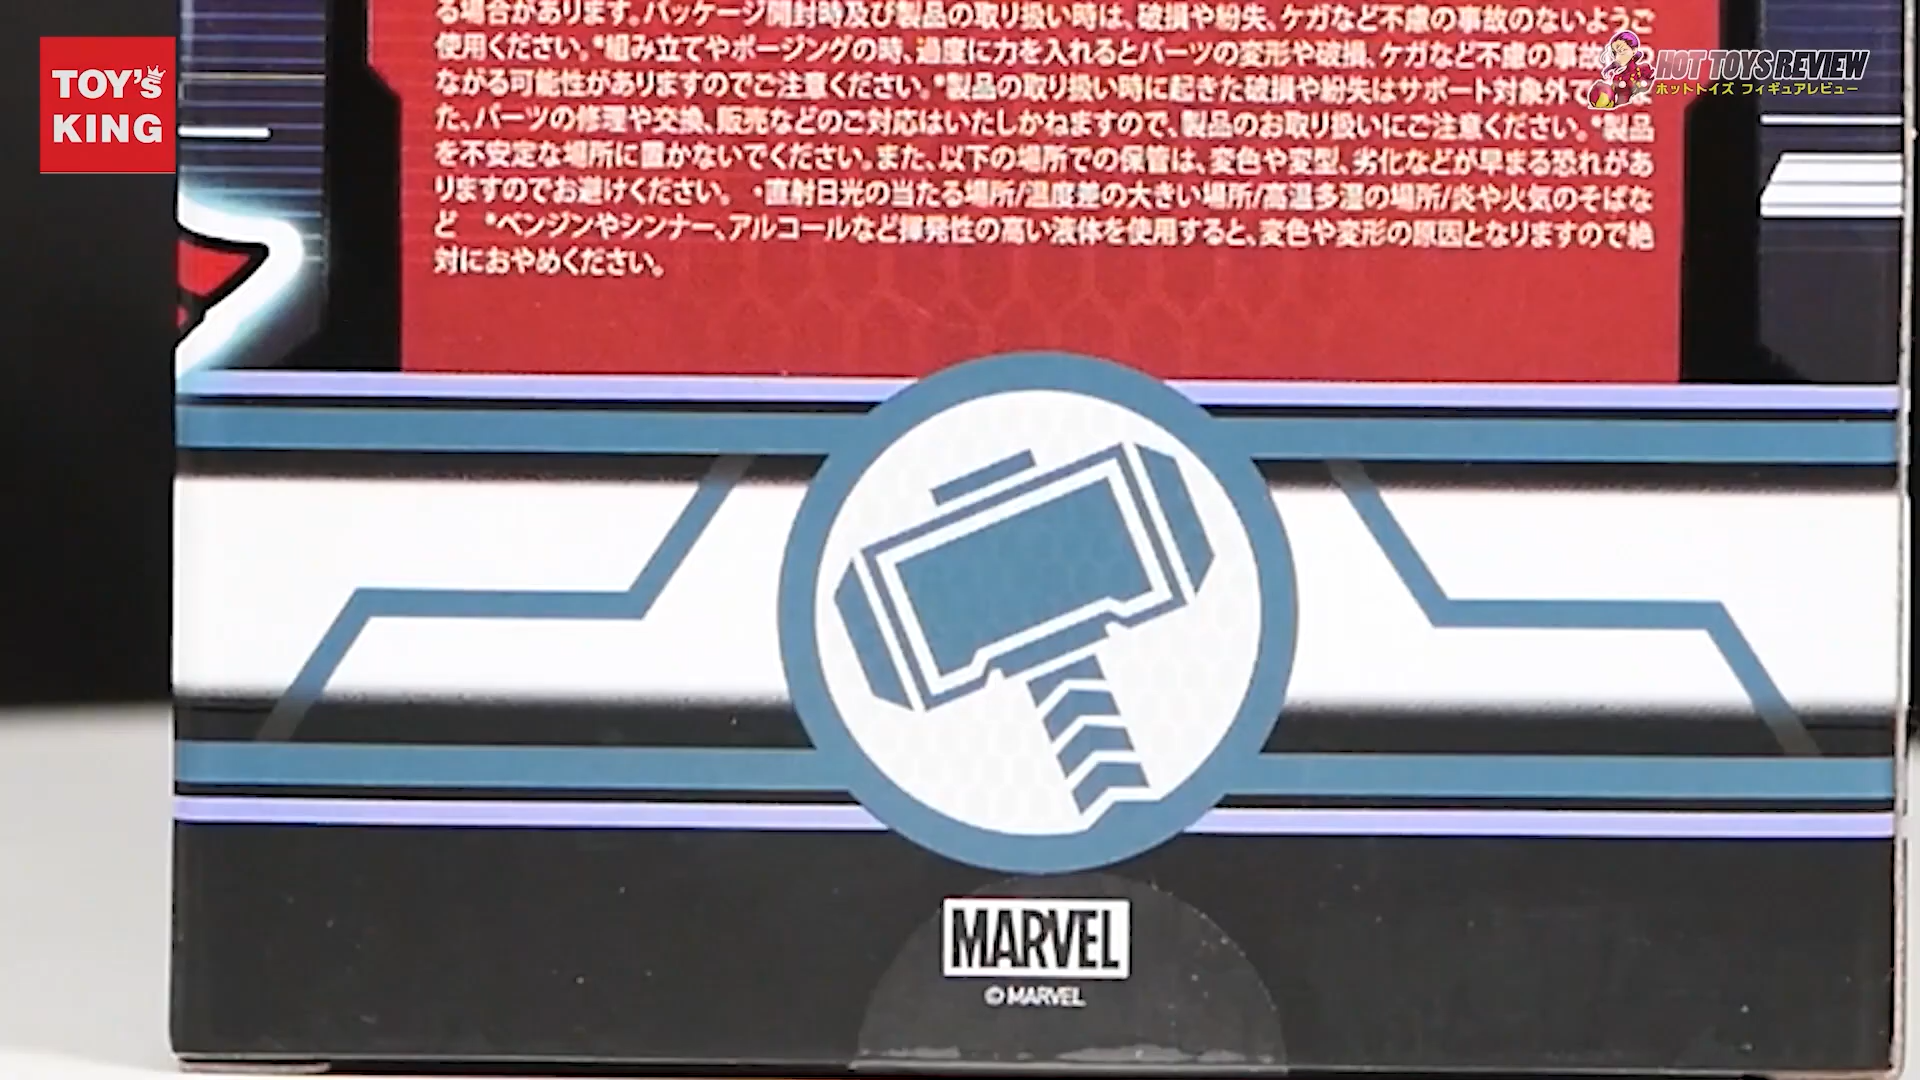 TOY's
KING
HOT TOYS REVIEW
ホットトイズ フィギュアレビュー
る場合があります。パッケージ開封時及び製品の取り扱い時は、破損や紛失、ケガなど不慮の事故のないようご
使用ください。*組み立てやポージングの時、過度に力を入れるとパーツの変形や破損、ケガなど不慮の事故
ながる可能性がありますのでご注意ください。*製品の取り扱い時に起きた破損や紛失はサポート対象外で
た、パーツの修理や交換、販売などのご対応はいたしかねますので、製品のお取り扱いにご注意ください。*製品
を不安定な場所に置かないでください。また、以下の場所での保管は、変色や変型、劣化などが早まる恐れがあ
りますのでお避けください。 ・直射日光の当たる場所/温度差の大きい場所/高温多湿の場所/炎や火気のそばな
ど *ベンジンやシンナー、アルコールなど揮発性の高い液体を使用すると、変色や変形の原因となりますので絶
対におやめください。
MARVEL
© MARVEL